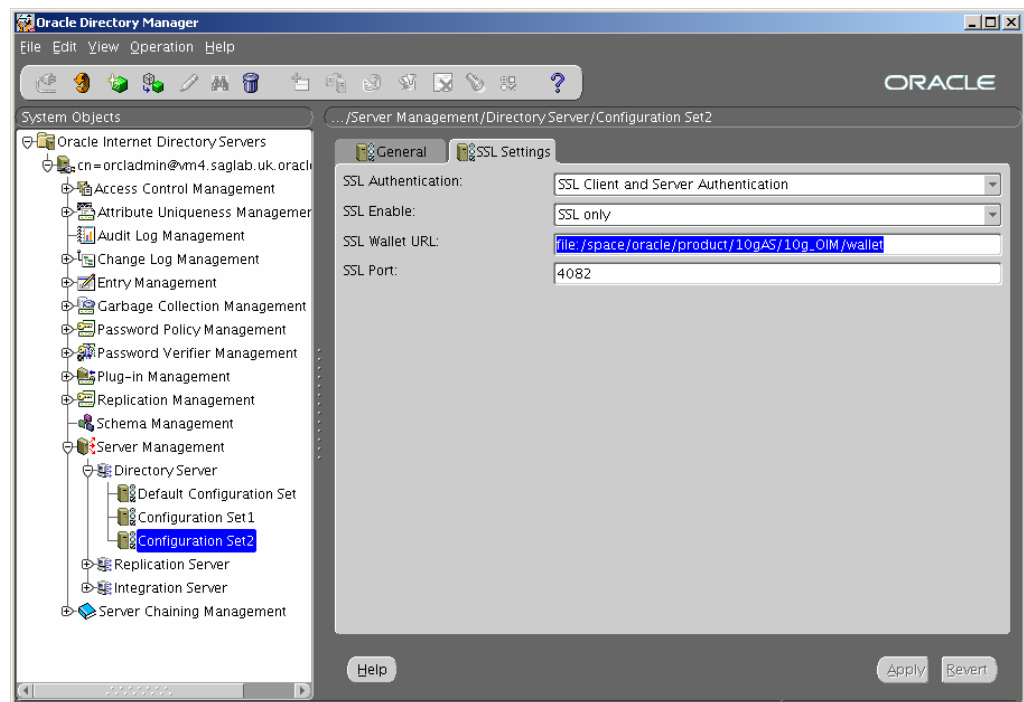 Oracle Directory Manager
File Edit View Operation Help
ORACLE
System Objects
.../Server Management/Directory Server/Configuration Set2
Oracle Internet Directory Servers
cn=orcladmin@vm4.saglab.uk.oracl
Access Control Management
Attribute Uniqueness Managemer
Audit Log Management
Change Log Management
Entry Management
Garbage Collection Management
Password Policy Management
Password Verifier Management
Plug-in Management
Replication Management
Schema Management
Server Management
Directory Server
Default Configuration Set
Configuration Set1
Configuration Set2
Replication Server
Integration Server
Server Chaining Management
General SSL Settings
SSL Authentication: SSL Client and Server Authentication
SSL Enable: SSL only
SSL Wallet URL: file:/space/oracle/product/10gAS/10g_OIM/wallet
SSL Port: 4082
Help Apply Revert